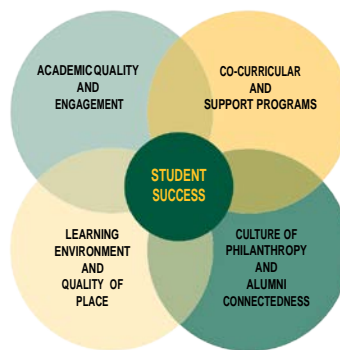 ACADEMIC QUALITY
AND
ENGAGEMENT
CO-CURRICULAR
AND
SUPPORT PROGRAMS
STUDENT
SUCCESS
LEARNING
ENVIRONMENT
AND
QUALITY OF
PLACE
CULTURE OF
PHILANTHROPY
AND
ALUMNI
CONNECTEDNESS